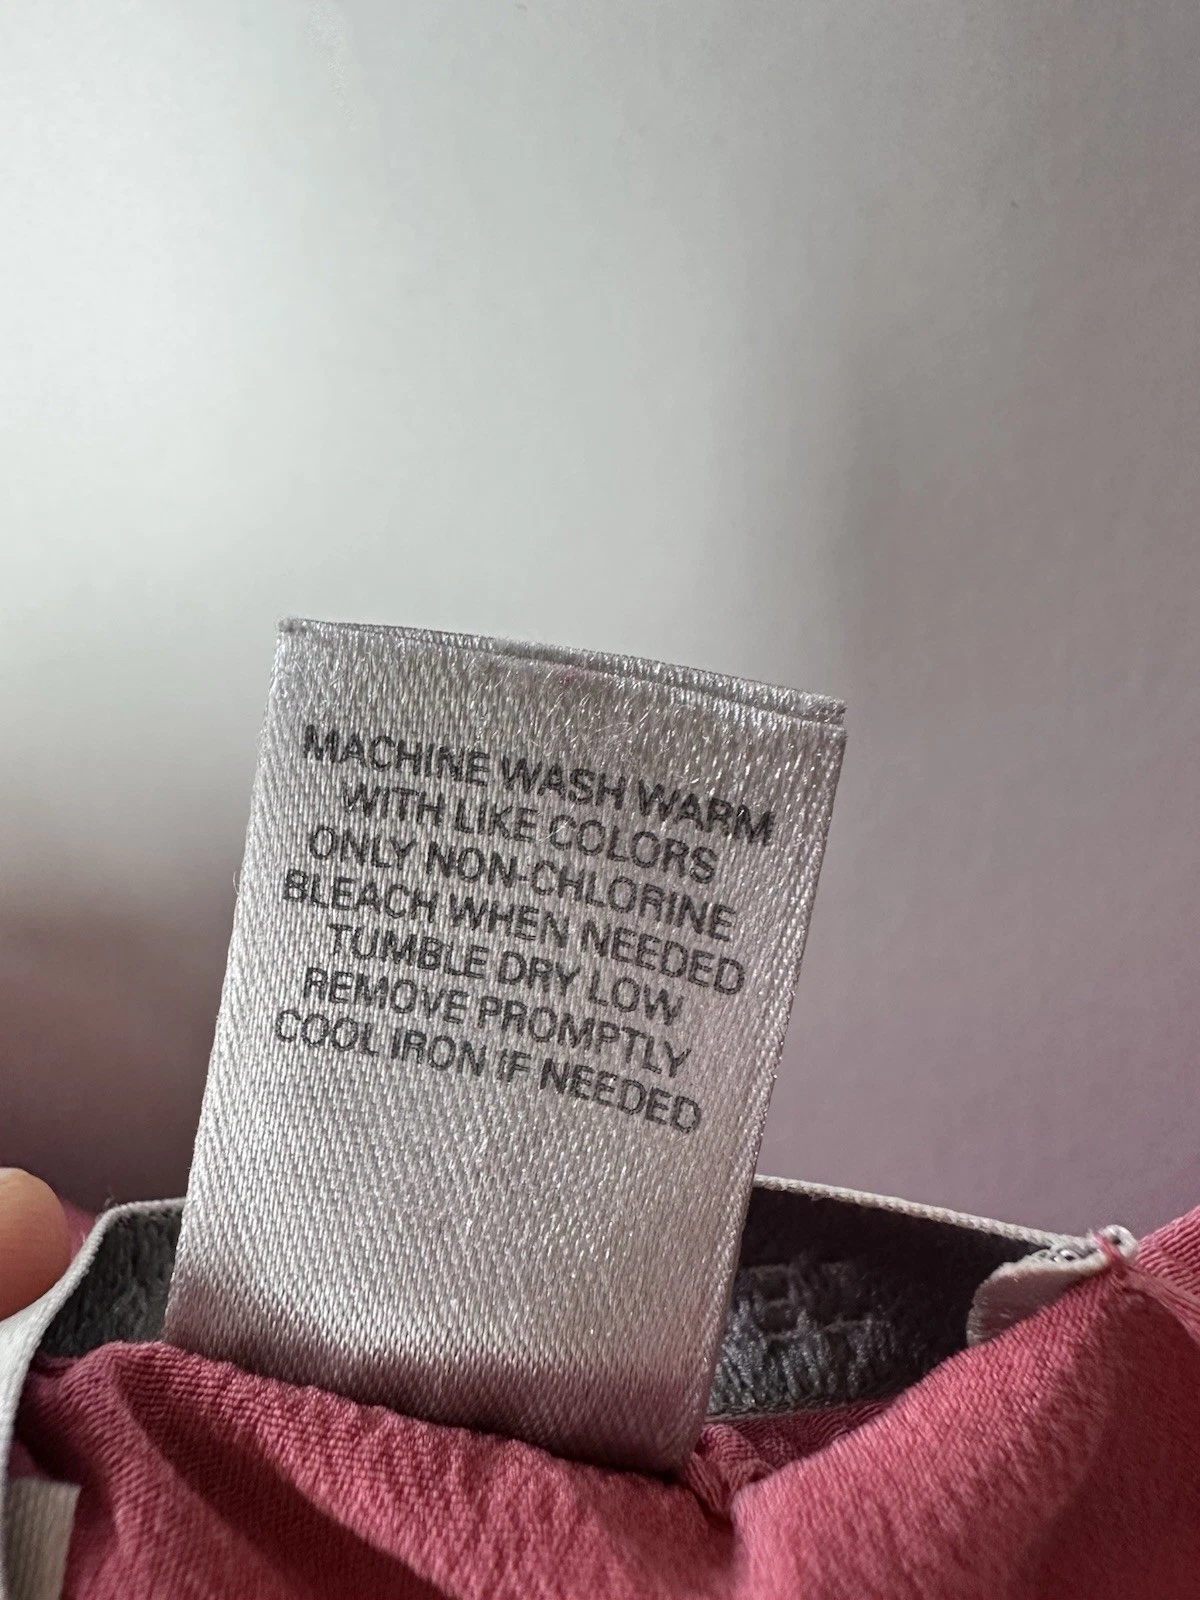 MACHINE WASH WARM
WITH LIKE COLORS
ONLY NON-CHLORINE
BLEACH WHEN NEEDED
TUMBLE DRY LOW
REMOVE PROMPTLY
COOL IRON IF NEEDED